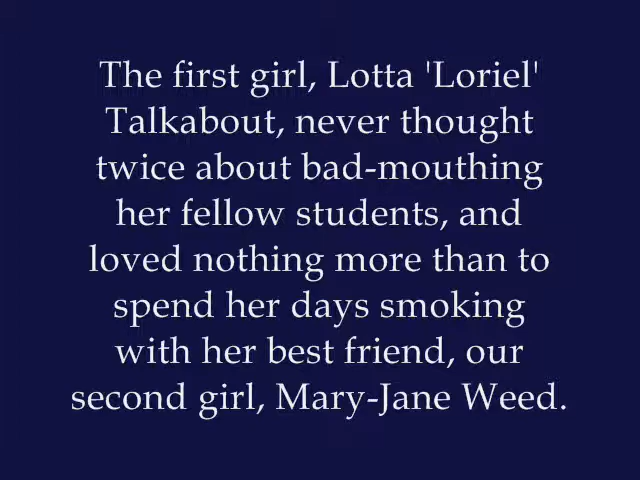 The first girl, Lotta 'Loriel'
Talkabout, never thought
twice about bad-mouthing
her fellow students, and
loved nothing more than to
spend her days smoking
with her best friend, our
second girl, Mary-Jane Weed.